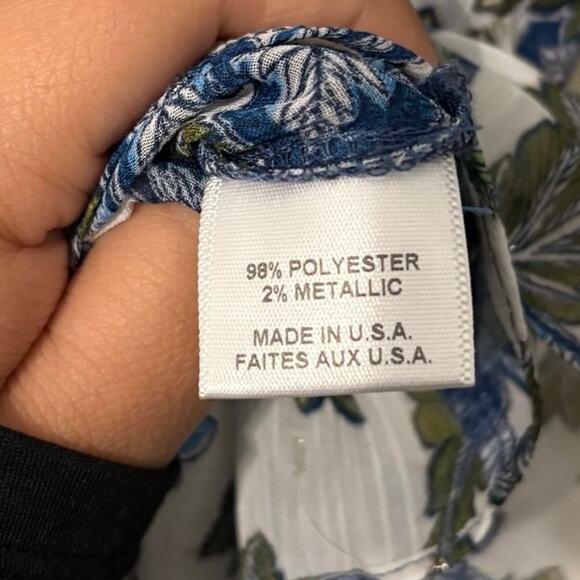 98% POLYESTER
2% METALLIC
MADE IN U.S.A.
FAITES AUX U.S.A.